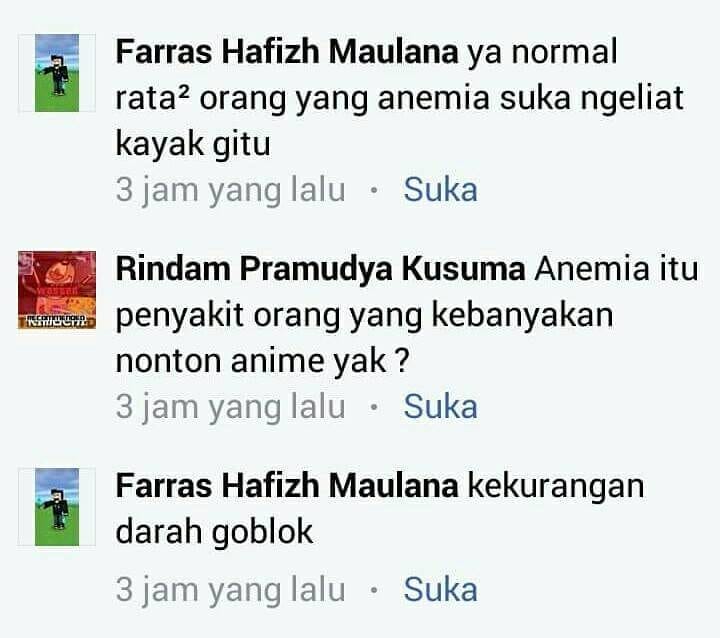 Farras Hafizh Maulana ya normal
rata² orang yang anemia suka ngeliat
kayak gitu
3 jam yang lalu • Suka
Rindam Pramudya Kusuma Anemia itu
penyakit orang yang kebanyakan
nonton anime yak ?
3 jam yang lalu • Suka
Farras Hafizh Maulana kekurangan
darah goblok
3 jam yang lalu • Suka